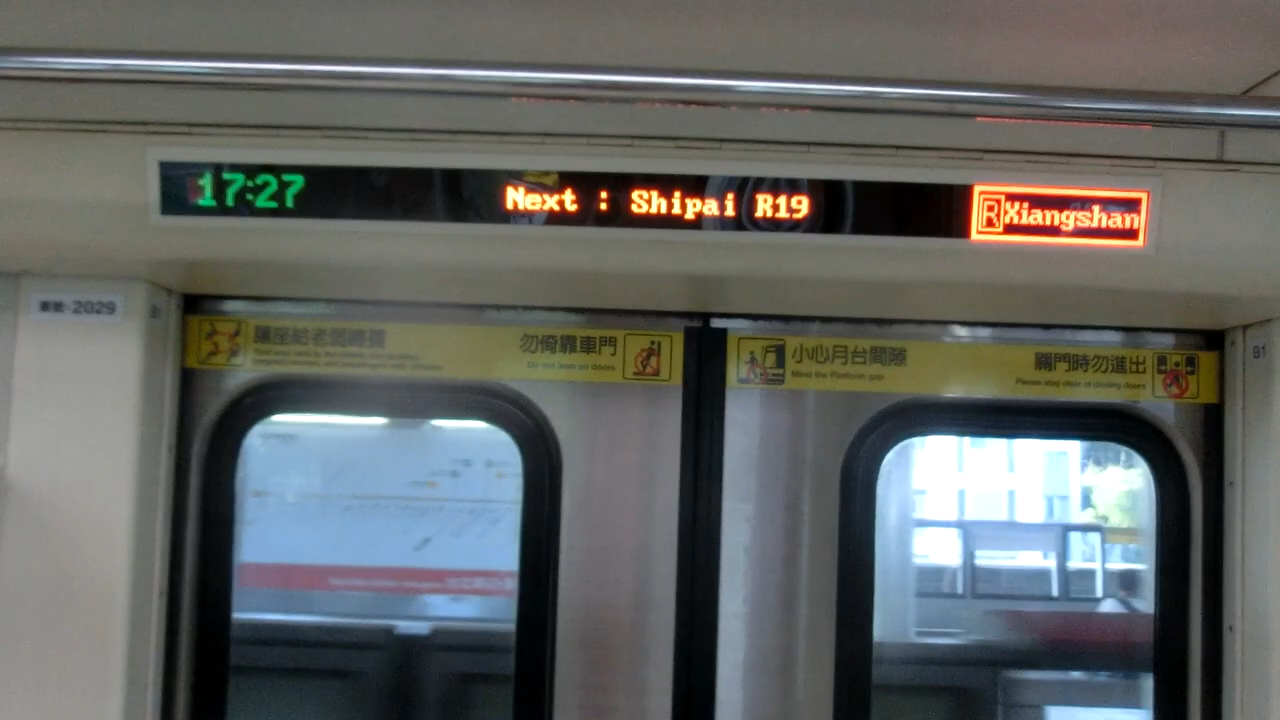 17:27
Next : Shipai R19
R Xiangshan
車號: 2029
勿倚靠車門
Do not lean on doors
小心月台間隙
Mind the Platform gap
關門時勿進出
Please stay clear of closing doors
B1